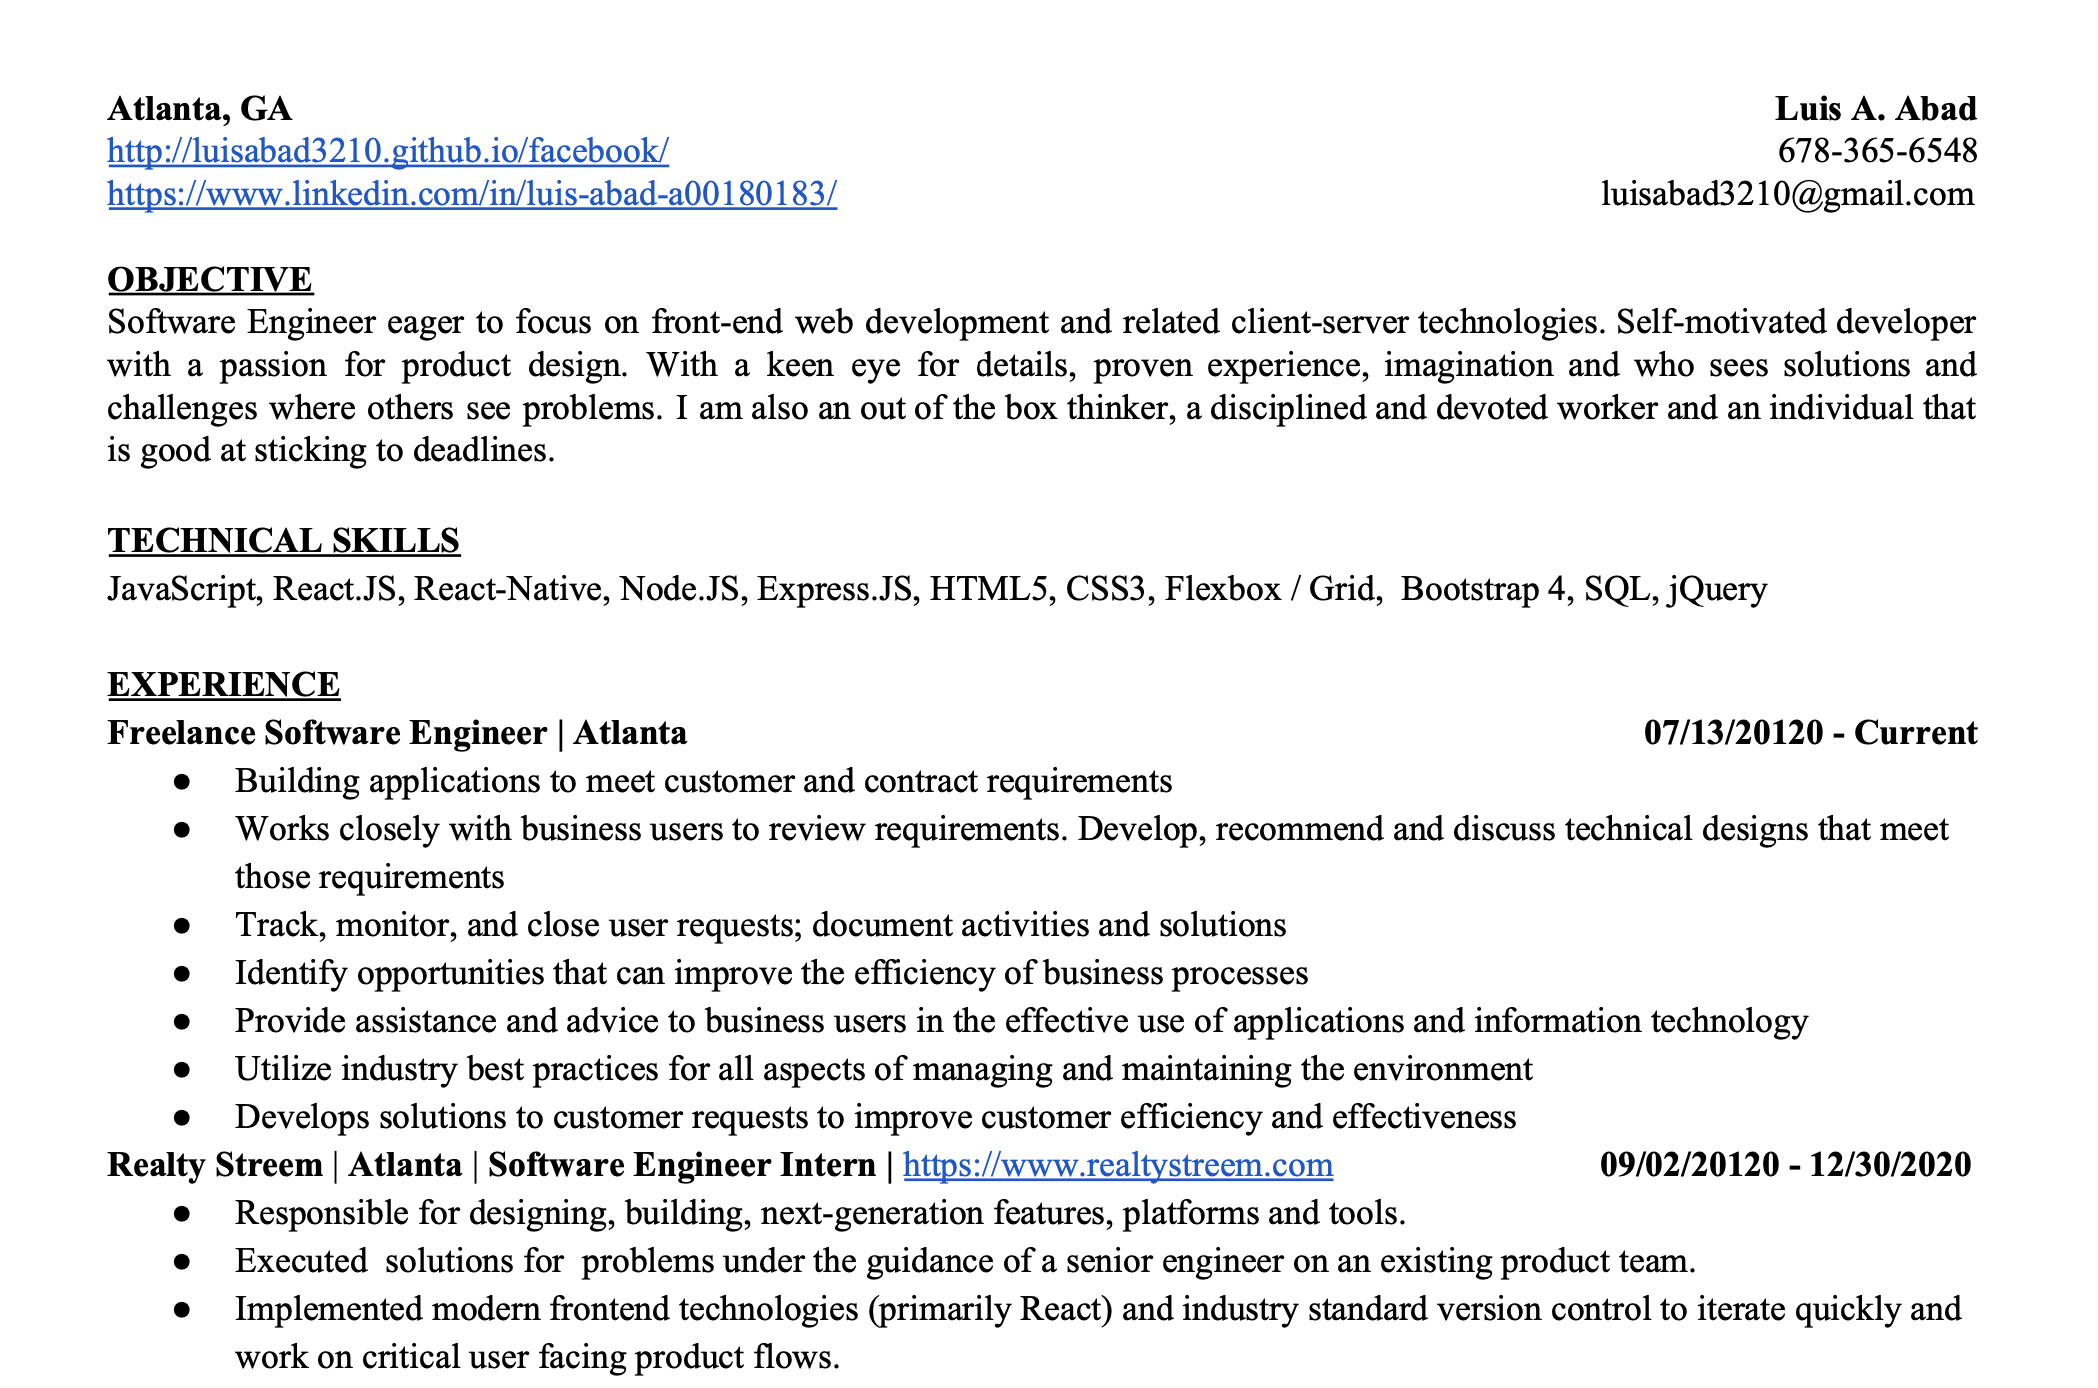 Atlanta, GA Luis A. Abad
http://luisabad3210.github.io/facebook/ 678-365-6548
https://www.linkedin.com/in/luis-abad-a00180183/ luisabad3210@gmail.com
OBJECTIVE
Software Engineer eager to focus on front-end web development and related client-server technologies. Self-motivated developer
with a passion for product design. With a keen eye for details, proven experience, imagination and who sees solutions and
challenges where others see problems. I am also an out of the box thinker, a disciplined and devoted worker and an individual that
is good at sticking to deadlines.
TECHNICAL SKILLS
JavaScript, React.JS, React-Native, Node.JS, Express.JS, HTML5, CSS3, Flexbox / Grid,  Bootstrap 4, SQL, jQuery
EXPERIENCE
Freelance Software Engineer | Atlanta 07/13/20120 - Current
● Building applications to meet customer and contract requirements
● Works closely with business users to review requirements. Develop, recommend and discuss technical designs that meet
those requirements
● Track, monitor, and close user requests; document activities and solutions
● Identify opportunities that can improve the efficiency of business processes
● Provide assistance and advice to business users in the effective use of applications and information technology
● Utilize industry best practices for all aspects of managing and maintaining the environment
● Develops solutions to customer requests to improve customer efficiency and effectiveness
Realty Streem | Atlanta | Software Engineer Intern | https://www.realtystreem.com 09/02/20120 - 12/30/2020
● Responsible for designing, building, next-generation features, platforms and tools.
● Executed  solutions for  problems under the guidance of a senior engineer on an existing product team.
● Implemented modern frontend technologies (primarily React) and industry standard version control to iterate quickly and
work on critical user facing product flows.